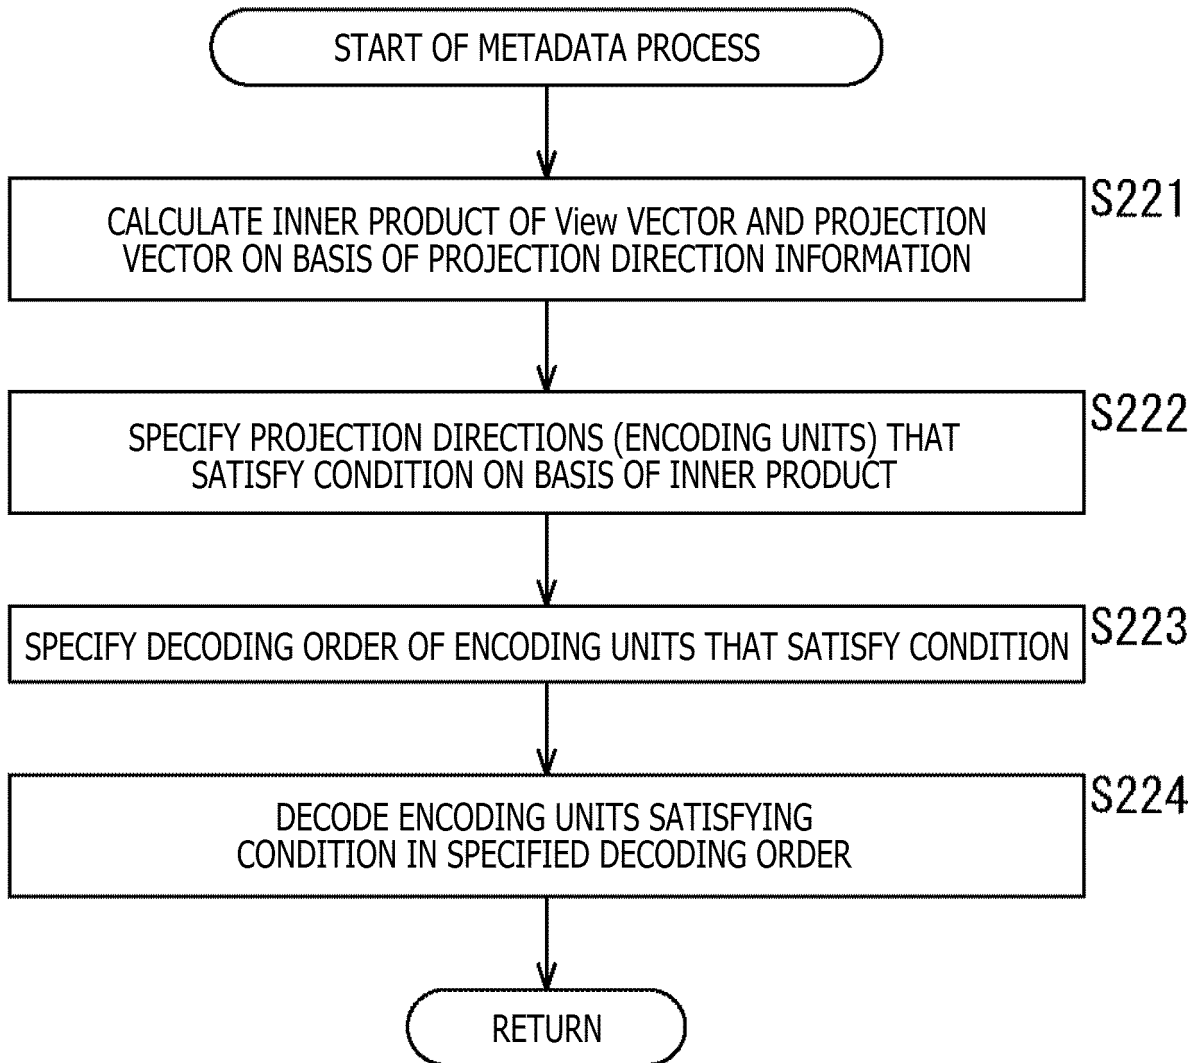 START OF METADATA PROCESS
S221
CALCULATE INNER PRODUCT OF View VECTOR AND PROJECTION
VECTOR ON BASIS OF PROJECTION DIRECTION INFORMATION
S222
SPECIFY PROJECTION DIRECTIONS (ENCODING UNITS) THAT
SATISFY CONDITION ON BASIS OF INNER PRODUCT
S223
SPECIFY DECODING ORDER OF ENCODING UNITS THAT SATISFY CONDITION
S224
DECODE ENCODING UNITS SATISFYING
CONDITION IN SPECIFIED DECODING ORDER
RETURN